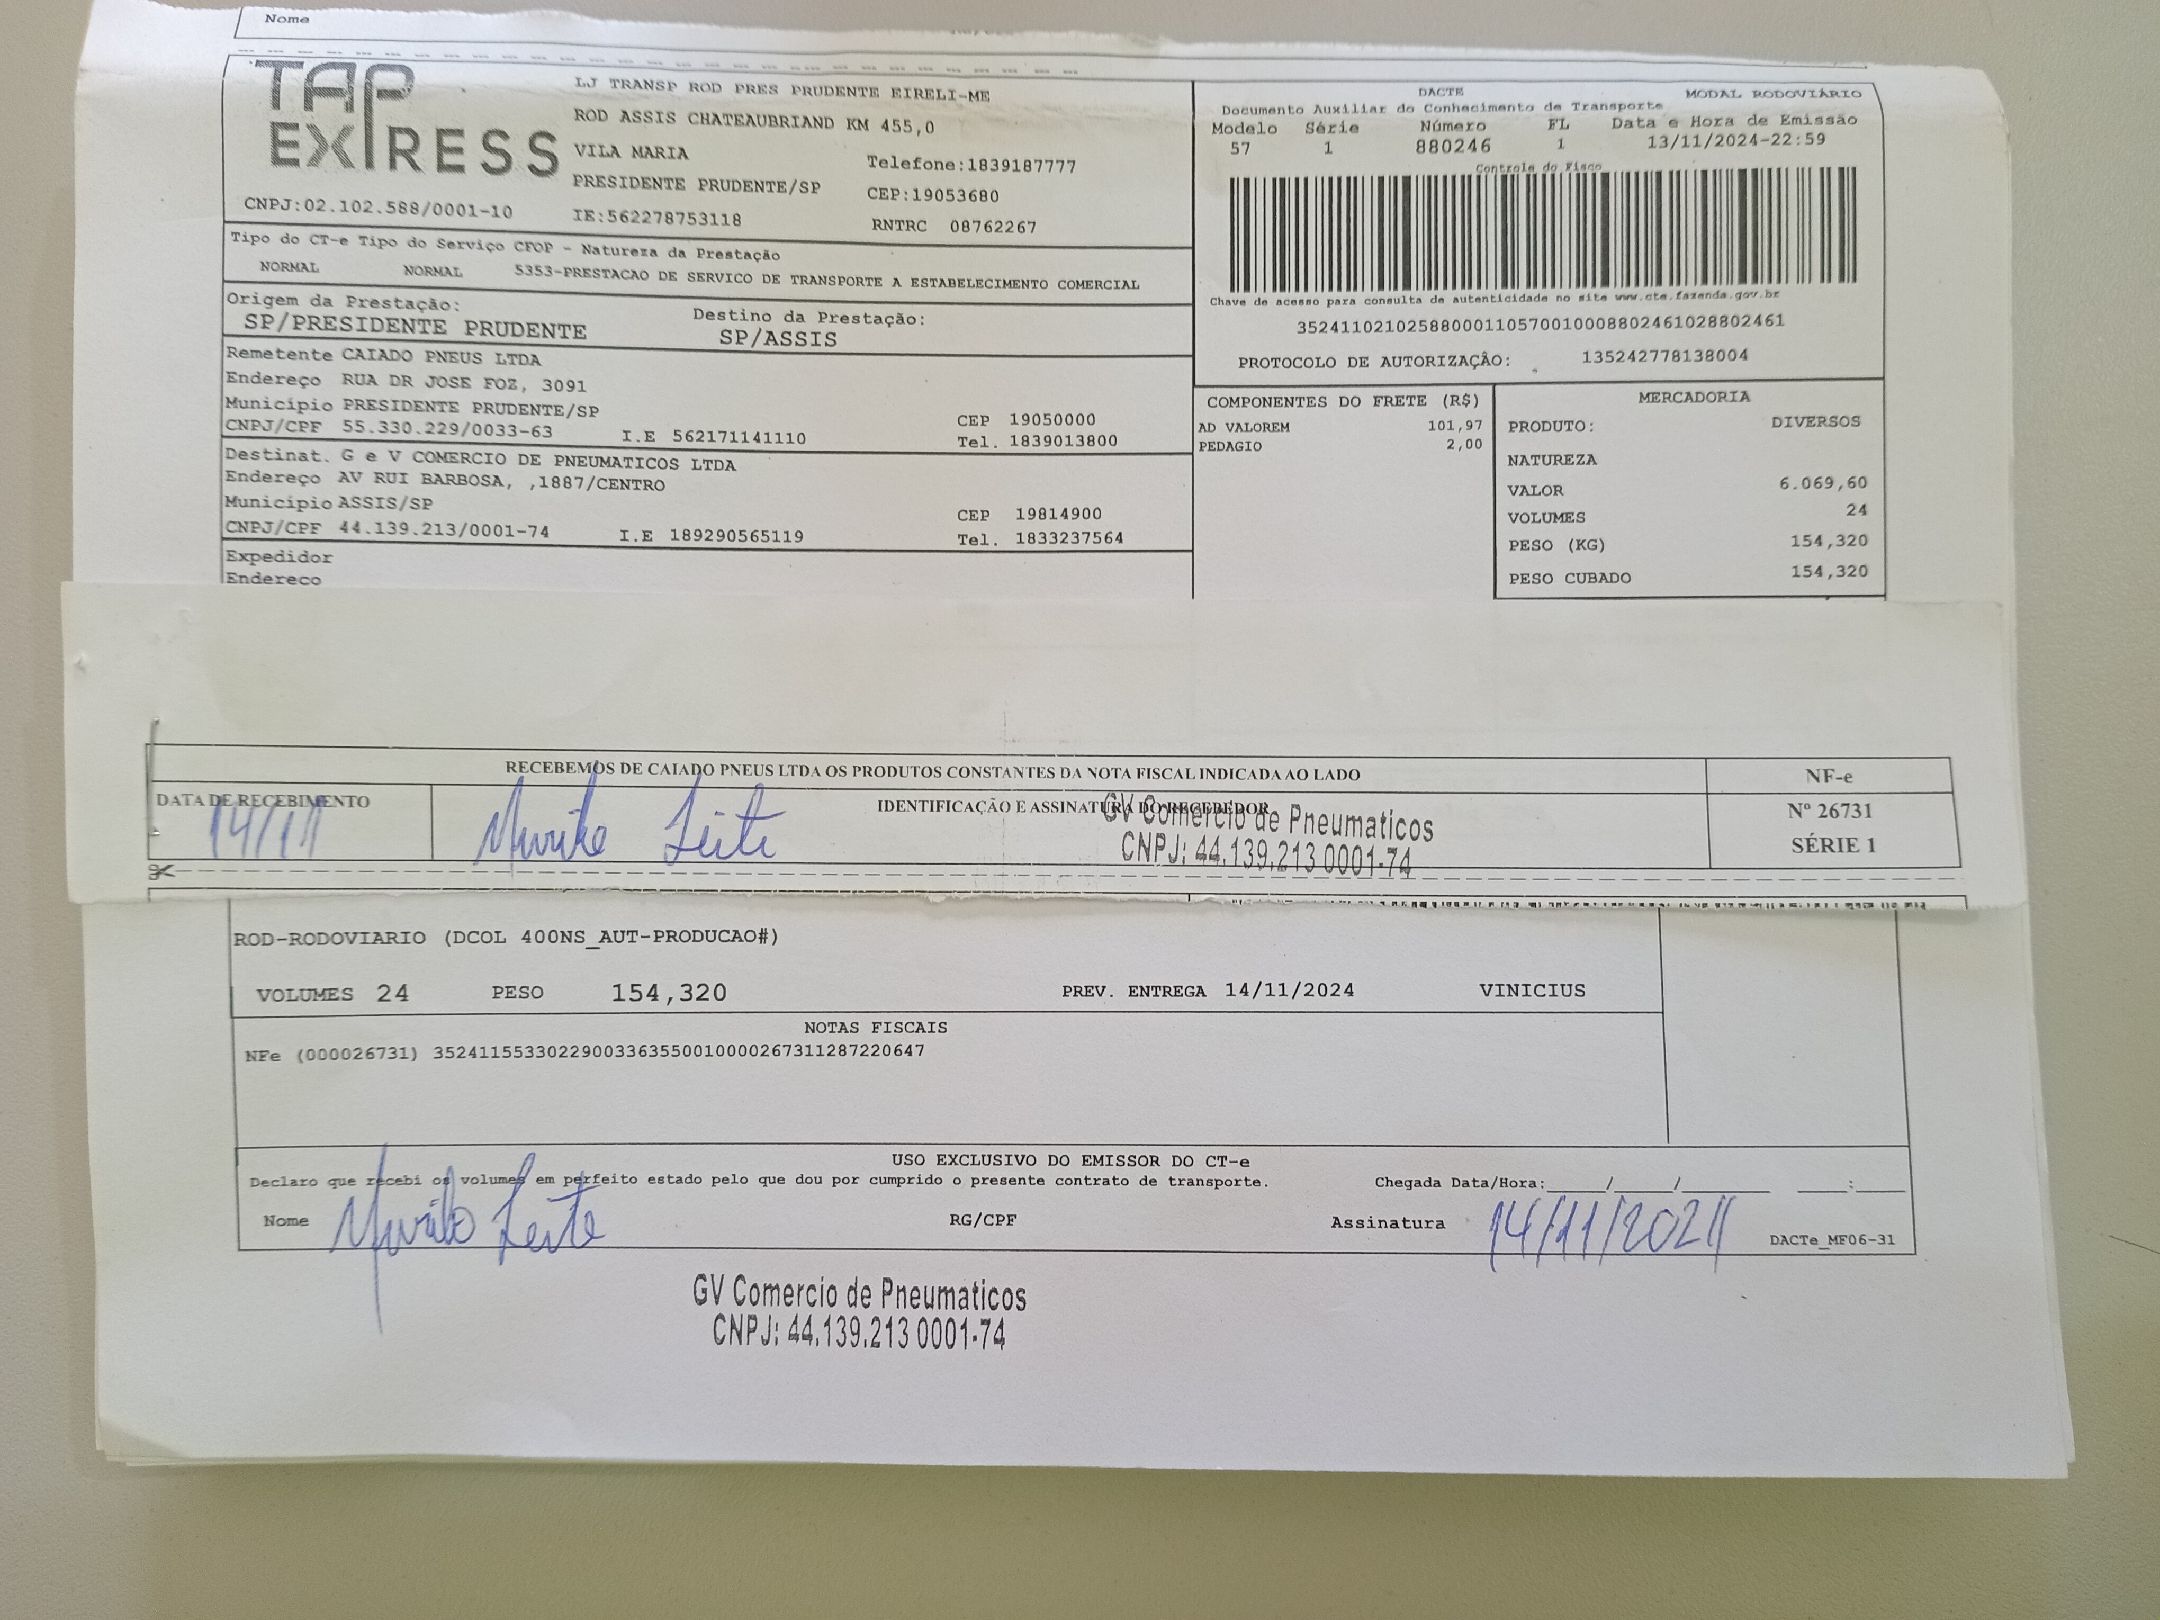 Nome
TAP EXPRESS
LJ TRANSP ROD PRES PRUDENTE EIRELI-ME
ROD ASSIS CHATEAUBRIAND KM 455,0
VILA MARIA
Telefone:1839187777
PRESIDENTE PRUDENTE/SP
CEP:19053680
CNPJ:02.102.588/0001-10
IE:562278753118
RNTRC 08762267
DACTE
MODAL RODOVIÁRIO
Documento Auxiliar do Conhecimento de Transporte
Modelo Série Número FL Data e Hora de Emissão
57 1 880246 1 13/11/2024-22:59
Controle do Fisco
Chave de acesso para consulta de autenticidade no site www.cte.fazenda.gov.br
35241102102588000110570010008802461028802461
PROTOCOLO DE AUTORIZAÇÂO: 135242778138004
Tipo do CT-e Tipo do Serviço CFOP - Natureza da Prestação
NORMAL NORMAL 5353-PRESTACAO DE SERVICO DE TRANSPORTE A ESTABELECIMENTO COMERCIAL
Origem da Prestação:
SP/PRESIDENTE PRUDENTE
Destino da Prestação:
SP/ASSIS
Remetente CAIADO PNEUS LTDA
Endereço RUA DR JOSE FOZ, 3091
Município PRESIDENTE PRUDENTE/SP
CEP 19050000
CNPJ/CPF 55.330.229/0033-63 I.E 562171141110 Tel. 1839013800
Destinat. G e V COMERCIO DE PNEUMATICOS LTDA
Endereço AV RUI BARBOSA, ,1887/CENTRO
Município ASSIS/SP
CEP 19814900
CNPJ/CPF 44.139.213/0001-74 I.E 189290565119 Tel. 1833237564
Expedidor
Endereco
COMPONENTES DO FRETE (R$)
AD VALOREM 101,97
PEDAGIO 2,00
MERCADORIA
PRODUTO: DIVERSOS
NATUREZA
VALOR 6.069,60
VOLUMES 24
PESO (KG) 154,320
PESO CUBADO 154,320
RECEBEMOS DE CAIADO PNEUS LTDA OS PRODUTOS CONSTANTES DA NOTA FISCAL INDICADA AO LADO
NF-e
Nº 26731
SÉRIE 1
DATA DE RECEBIMENTO
14/11
IDENTIFICAÇÃO E ASSINATURA DO RECEBEDOR
Murilo Leite
GV Comercio de Pneumaticos
CNPJ: 44.139.213 0001-74
ROD-RODOVIARIO (DCOL 400NS_AUT-PRODUCAO#)
VOLUMES 24 PESO 154,320 PREV. ENTREGA 14/11/2024 VINICIUS
NOTAS FISCAIS
NFe (000026731) 35241155330229003363550010000267311287220647
USO EXCLUSIVO DO EMISSOR DO CT-e
Declaro que recebi os volumes em perfeito estado pelo que dou por cumprido o presente contrato de transporte.
Chegada Data/Hora:____/____/______ ____:____
Nome Murilo Leite RG/CPF Assinatura 14/11/2024
DACTe_MF06-31
GV Comercio de Pneumaticos
CNPJ: 44.139.213 0001-74